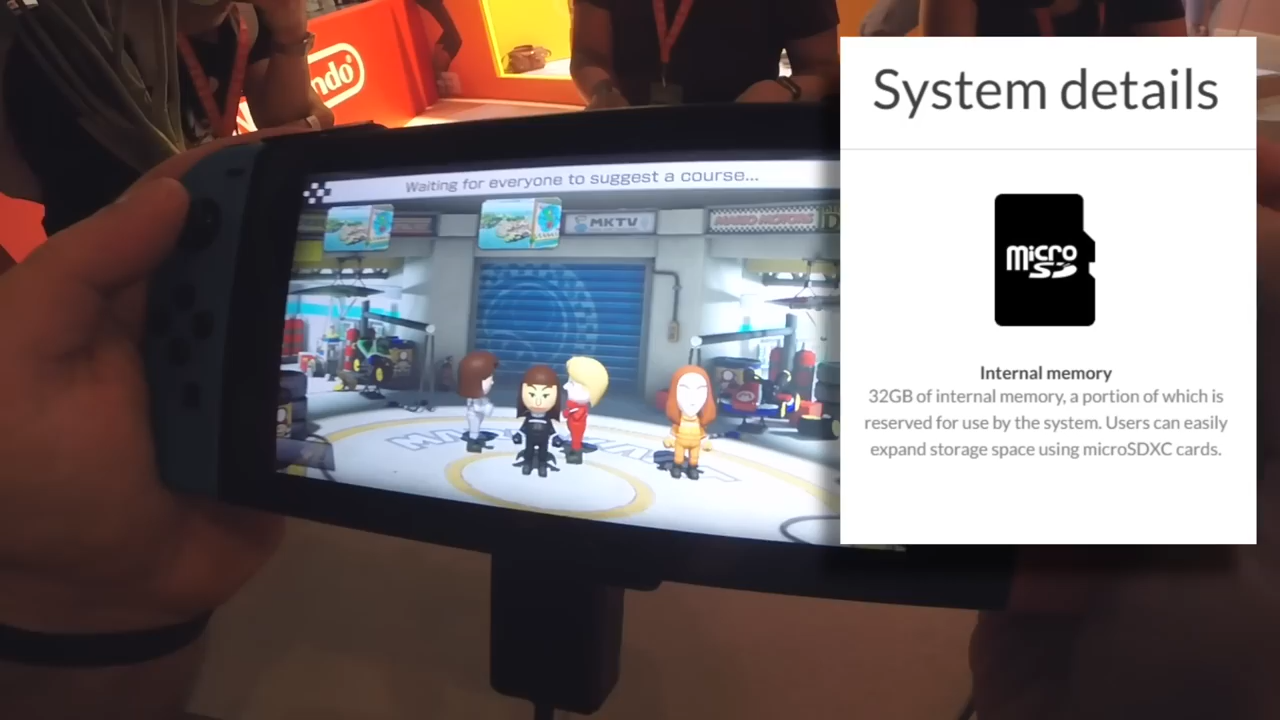 ndo
Waiting for everyone to suggest a course...
MKTV
System details
micro
SD
Internal memory
32GB of internal memory, a portion of which is
reserved for use by the system. Users can easily
expand storage space using microSDXC cards.